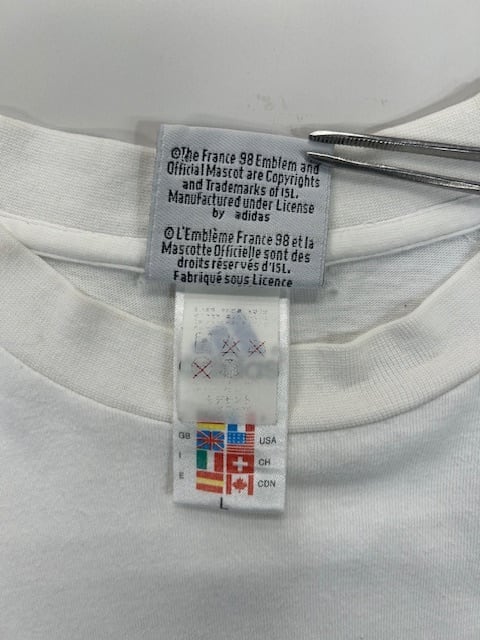 ©The France 98 Emblem and
Official Mascot are Copyrights
and Trademarks of ISL.
Manufactured under License
by adidas
©L'Emblème France 98 et la
Mascotte Officielle sont des
droits réservés d'ISL.
Fabriqué sous Licence
GB USA
I CH
E CDN
L